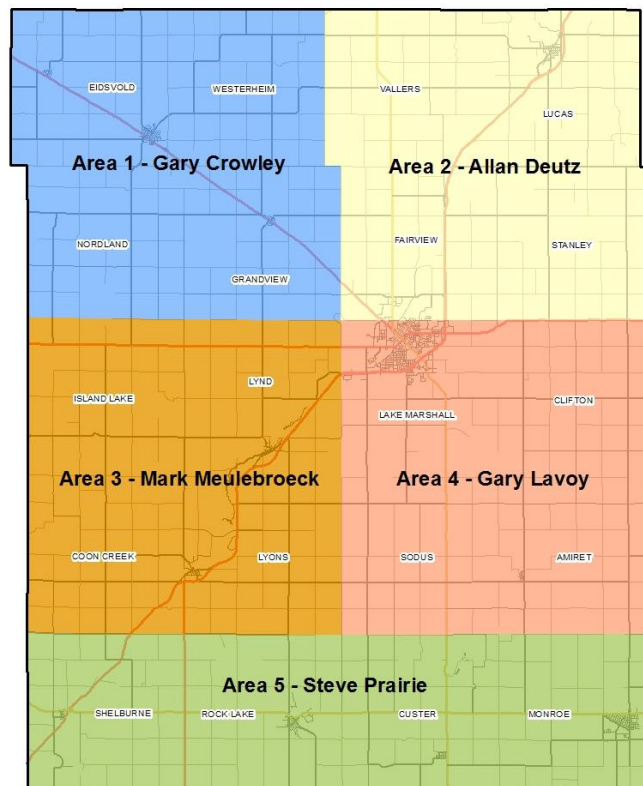 EIDSVOLD
WESTERHEIM
VALLERS
LUCAS
Area 1 - Gary Crowley
Area 2 - Allan Deutz
NORDLAND
GRANDVIEW
FAIRVIEW
STANLEY
ISLAND LAKE
LYND
LAKE MARSHALL
CLIFTON
Area 3 - Mark Meulebroeck
Area 4 - Gary Lavoy
COON CREEK
LYONS
SODUS
AMIRET
Area 5 - Steve Prairie
SHELBURNE
ROCK LAKE
CUSTER
MONROE